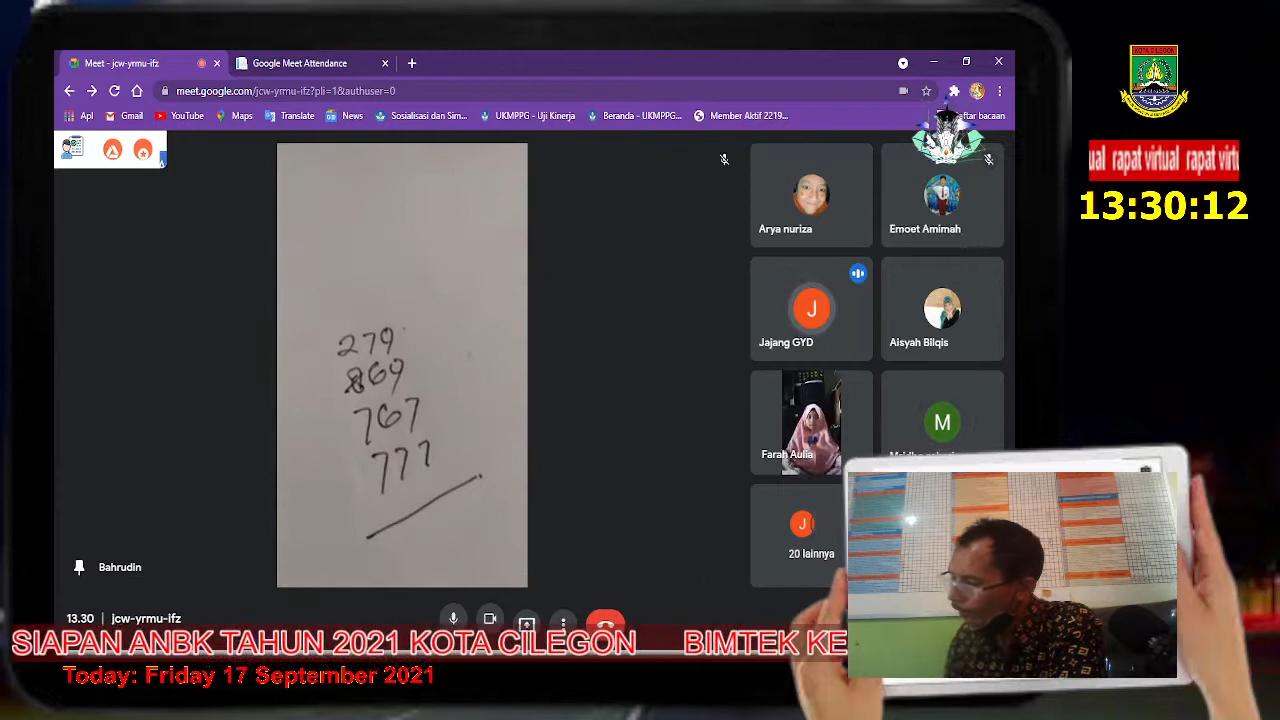 Meet - jcw-yrmu-ifz
Google Meet Attendance
meet.google.com/jcw-yrmu-ifz?pli=1&authuser=0
Apl
Gmail
YouTube
Maps
Translate
News
Sosialisasi dan Sim...
UKMPPG - Uji Kinerja
Beranda - UKMPPG...
Member Aktif 2219...
aftar bacaan
KOTA CILEGON
ual rapat virtual rapat virtu
13:30:12
Arya nuriza
Emoet Amimah
J
Jajang GYD
Aisyah Bilqis
279
869
767
777
Farah Aulia
M
J
20 lainnya
Bahrudin
13.30 | jcw-yrmu-ifz
SIAPAN ANBK TAHUN 2021 KOTA CILEGON BIMTEK KE
Today: Friday 17 September 2021